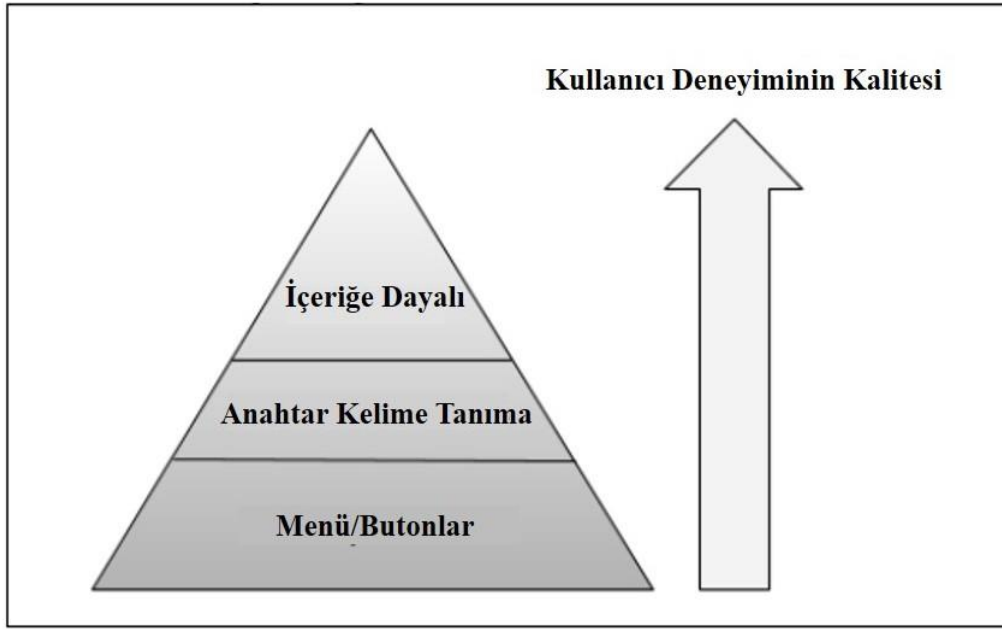 Kullanıcı Deneyiminin Kalitesi
İçeriğe Dayalı
Anahtar Kelime Tanıma
Menü/Butonlar